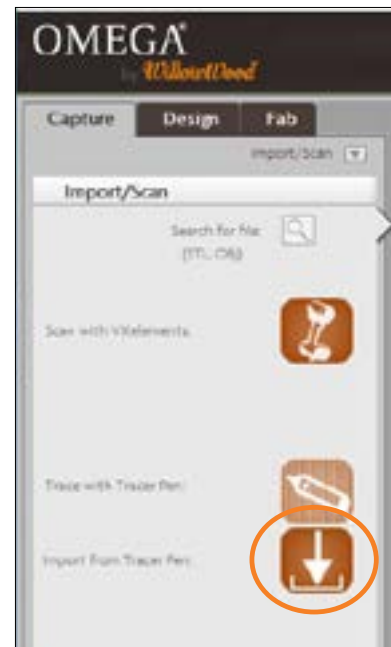 OMEGA
by WillowWood
Capture Design Fab
Import/Scan
Import/Scan
Search for file:
(STL, OBJ)
Scan with VXelements:
Trace with Tracer Pen:
Import from Tracer Pen: